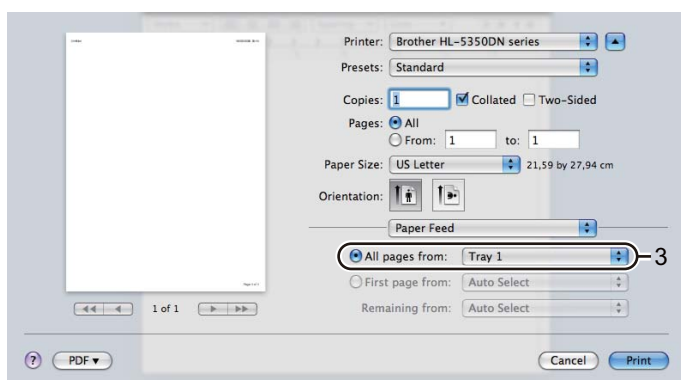 Printer: Brother HL-5350DN series
Presets: Standard
Copies: 1 Collated Two-Sided
Pages: All
From: 1 to: 1
Paper Size: US Letter 21,59 by 27,94 cm
Orientation:
Paper Feed
All pages from: Tray 1 3
First page from: Auto Select
Remaining from: Auto Select
1 of 1
? PDF Cancel Print